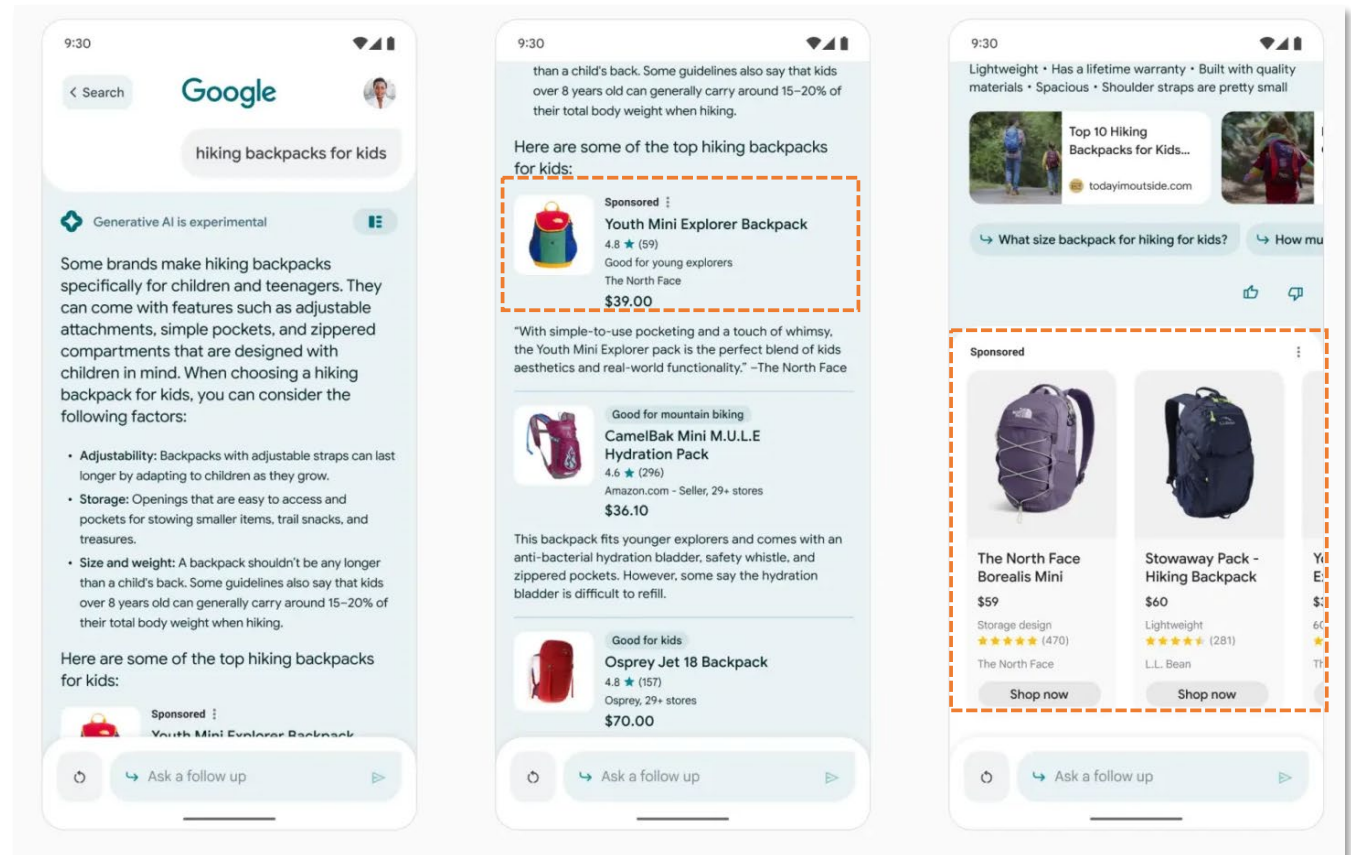 9:30
< Search
Google
hiking backpacks for kids
Generative AI is experimental
Some brands make hiking backpacks
specifically for children and teenagers. They
can come with features such as adjustable
attachments, simple pockets, and zippered
compartments that are designed with
children in mind. When choosing a hiking
backpack for kids, you can consider the
following factors:
• Adjustability: Backpacks with adjustable straps can last
longer by adapting to children as they grow.
• Storage: Openings that are easy to access and
pockets for stowing smaller items, trail snacks, and
treasures.
• Size and weight: A backpack shouldn't be any longer
than a child's back. Some guidelines also say that kids
over 8 years old can generally carry around 15–20% of
their total body weight when hiking.
Here are some of the top hiking backpacks
for kids:
Sponsored
Youth Mini Explorer Backpack
Ask a follow up
9:30
than a child's back. Some guidelines also say that kids
over 8 years old can generally carry around 15–20% of
their total body weight when hiking.
Here are some of the top hiking backpacks
for kids:
Sponsored
Youth Mini Explorer Backpack
4.8 ★ (59)
Good for young explorers
The North Face
$39.00
"With simple-to-use pocketing and a touch of whimsy,
the Youth Mini Explorer pack is the perfect blend of kids
aesthetics and real-world functionality." –The North Face
Good for mountain biking
CamelBak Mini M.U.L.E
Hydration Pack
4.6 ★ (296)
Amazon.com - Seller, 29+ stores
$36.10
This backpack fits younger explorers and comes with an
anti-bacterial hydration bladder, safety whistle, and
zippered pockets. However, some say the hydration
bladder is difficult to refill.
Good for kids
Osprey Jet 18 Backpack
4.8 ★ (157)
Osprey, 29+ stores
$70.00
Ask a follow up
9:30
Lightweight • Has a lifetime warranty • Built with quality
materials • Spacious • Shoulder straps are pretty small
Top 10 Hiking
Backpacks for Kids...
todayimoutside.com
What size backpack for hiking for kids?
How mu
Sponsored
The North Face
Borealis Mini
$59
Storage design
★★★★★ (470)
The North Face
Shop now
Stowaway Pack -
Hiking Backpack
$60
Lightweight
(281)
L.L. Bean
Shop now
Ask a follow up